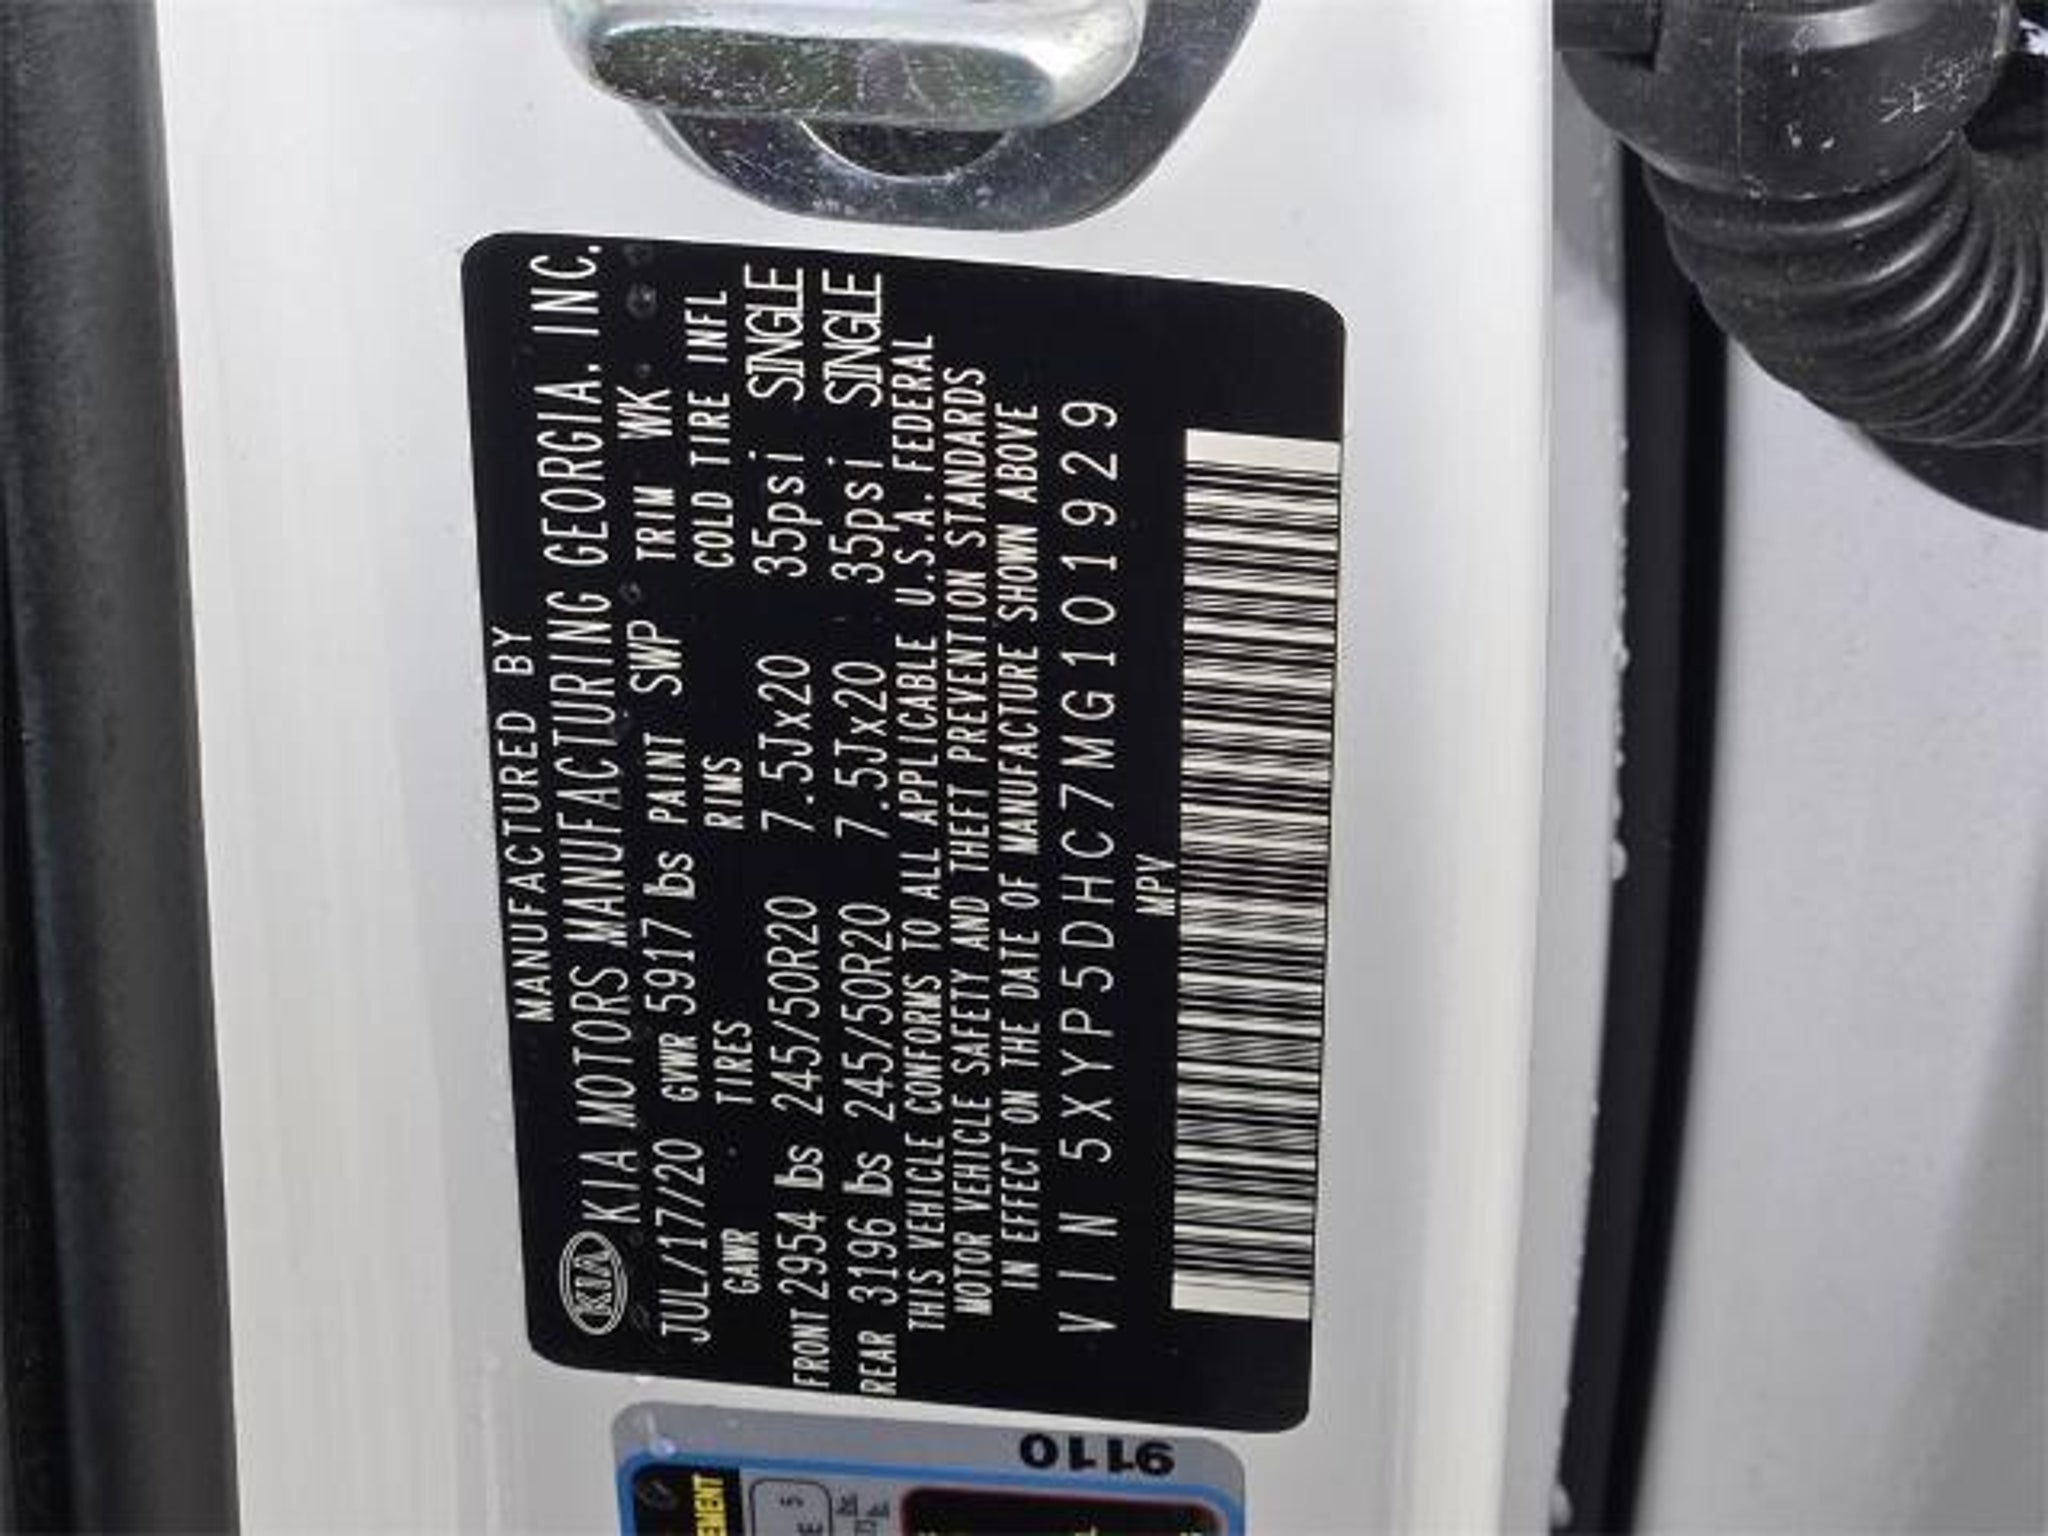 MANUFACTURED BY
KIA KIA MOTORS MANUFACTURING GEORGIA. INC.
JUL/17/20 GVWR 5917 lbs PAINT SWP TRIM WK
GAWR TIRES RIMS COLD TIRE INFL
FRONT 2954 lbs 245/50R20 7.5Jx20 35psi SINGLE
REAR 3196 lbs 245/50R20 7.5Jx20 35psi SINGLE
THIS VEHICLE CONFORMS TO ALL APPLICABLE U.S.A. FEDERAL
MOTOR VEHICLE SAFETY AND THEFT PREVENTION STANDARDS
IN EFFECT ON THE DATE OF MANUFACTURE SHOWN ABOVE
VIN 5XYP5DHC7MG101929
MPV
9110